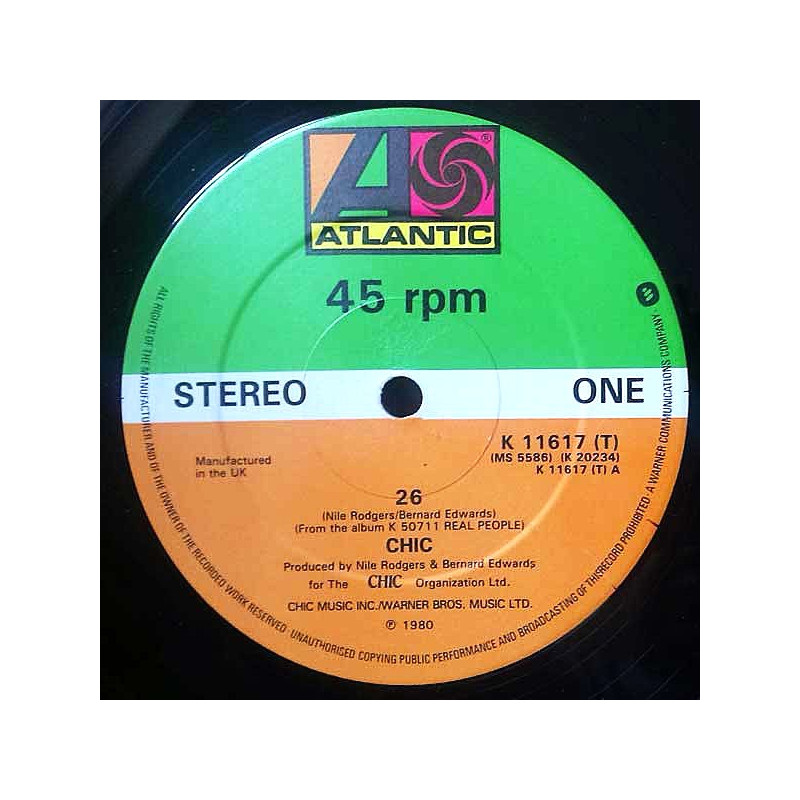 A
®
ATLANTIC
45 rpm
STEREO
ONE
K 11617 (T)
(MS 5586) (K 20234)
K 11617 (T) A
Manufactured
in the UK
26
(Nile Rodgers/Bernard Edwards)
(From the album K 50711 REAL PEOPLE)
CHIC
Produced by Nile Rodgers & Bernard Edwards
for The CHIC Organization Ltd.
CHIC MUSIC INC./WARNER BROS. MUSIC LTD.
℗ 1980
ALL RIGHTS OF THE MANUFACTURER AND OF THE OWNER OF THE RECORDED WORK RESERVED · UNAUTHORISED COPYING PUBLIC PERFORMANCE AND BROADCASTING OF THISRECORD PROHIBITED · A WARNER COMMUNICATIONS COMPANY ·